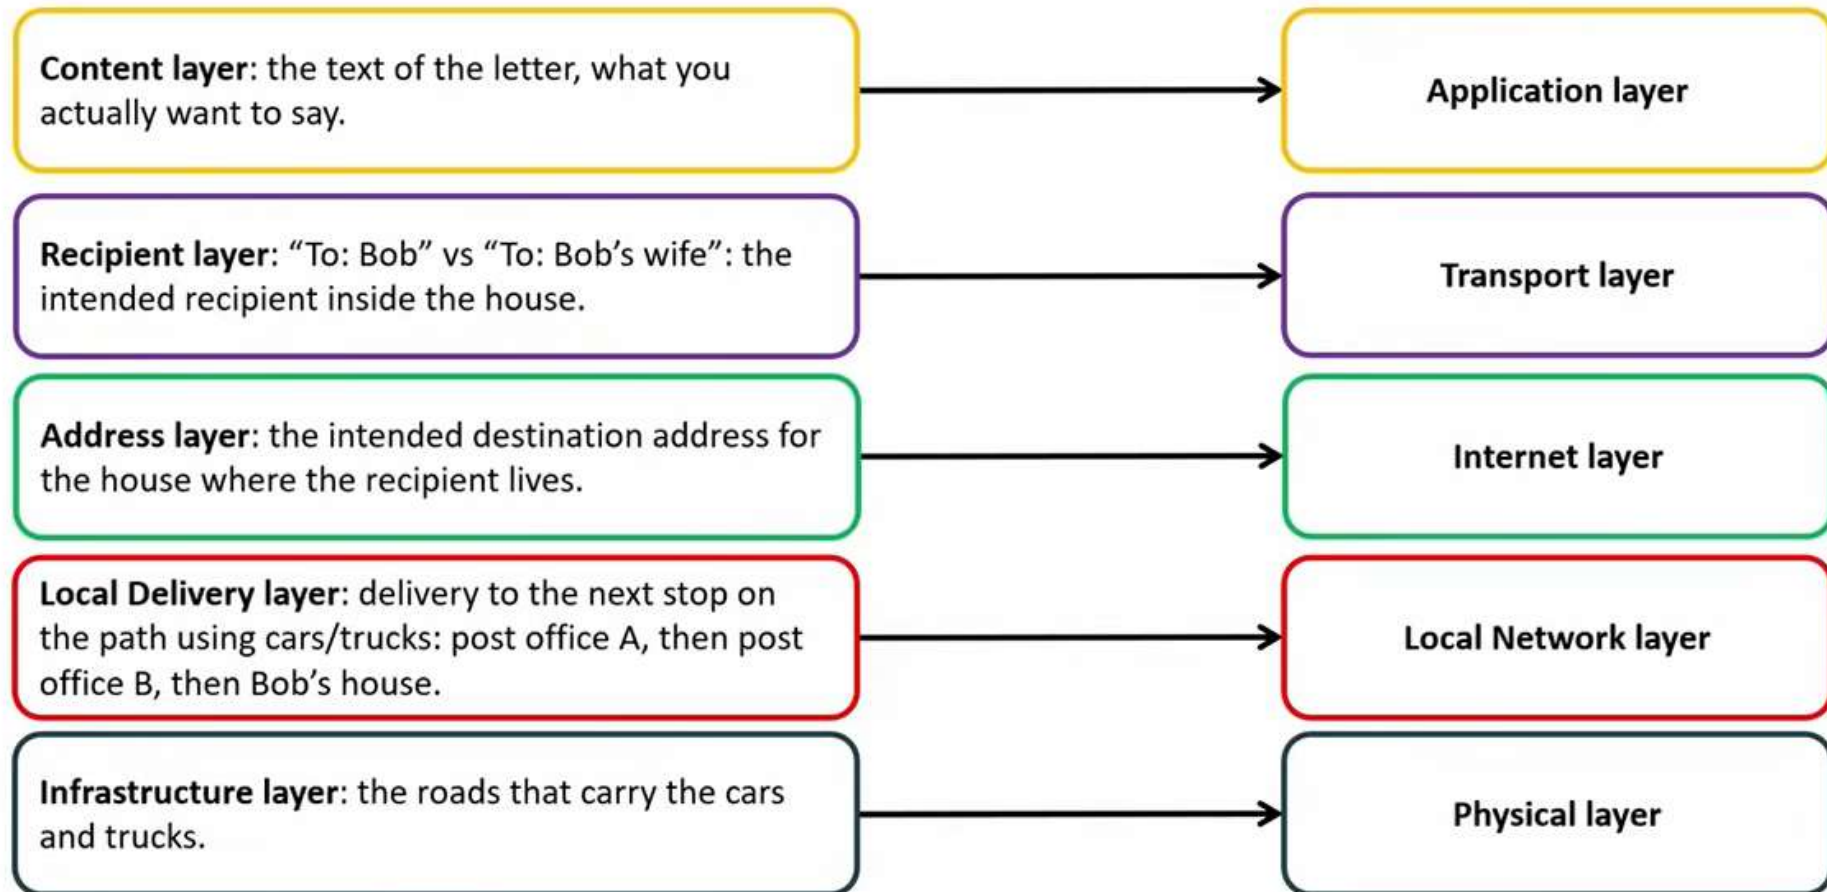 Content layer: the text of the letter, what you
actually want to say.
Application layer
Recipient layer: “To: Bob” vs “To: Bob’s wife”: the
intended recipient inside the house.
Transport layer
Address layer: the intended destination address for
the house where the recipient lives.
Internet layer
Local Delivery layer: delivery to the next stop on
the path using cars/trucks: post office A, then post
office B, then Bob’s house.
Local Network layer
Infrastructure layer: the roads that carry the cars
and trucks.
Physical layer